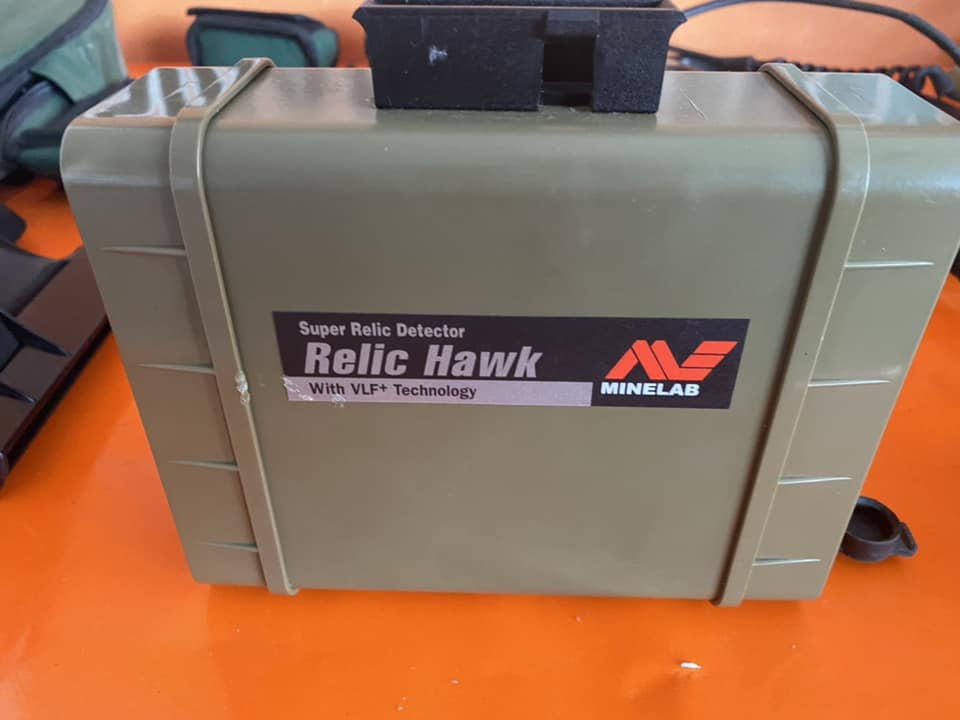 Super Relic Detector
Relic Hawk
With VLF+ Technology
MINELAB